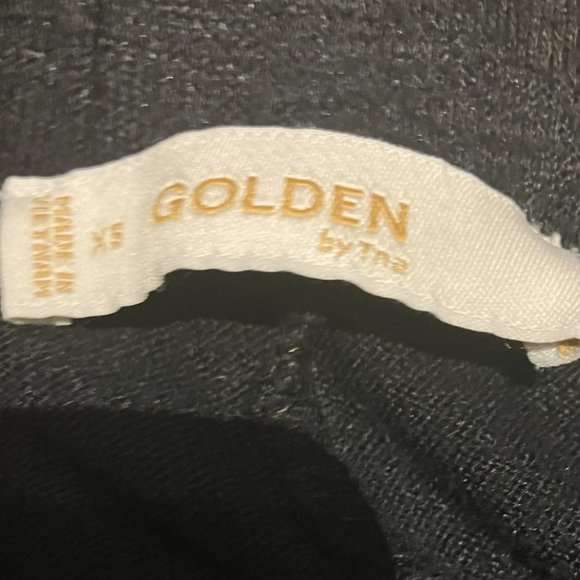 GOLDEN
by Tna
XS
MADE IN
VIETNAM